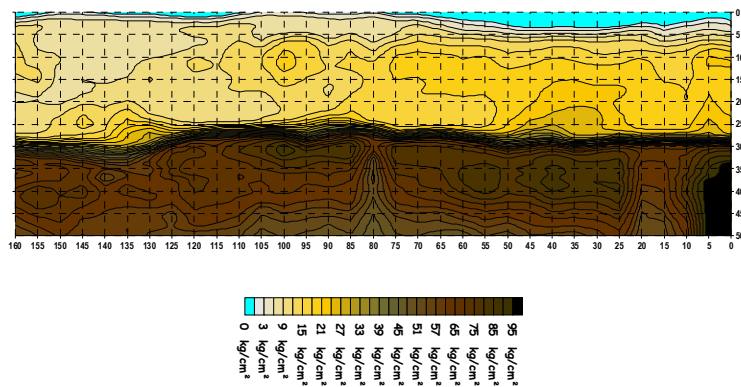 0
5
10
15
20
25
30
35
40
45
50
160 155 150 145 140 135 130 125 120 115 110 105 100 95 90 85 80 75 70 65 60 55 50 45 40 35 30 25 20 15 10 5 0
0 kg/cm²
3 kg/cm²
9 kg/cm²
15 kg/cm²
21 kg/cm²
27 kg/cm²
33 kg/cm²
39 kg/cm²
45 kg/cm²
51 kg/cm²
57 kg/cm²
65 kg/cm²
75 kg/cm²
85 kg/cm²
95 kg/cm²